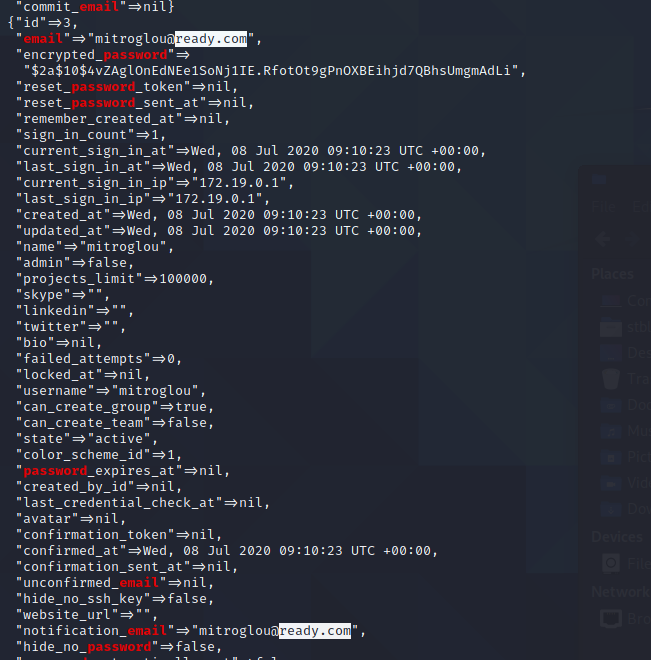 "commit_email"=>nil}
{"id"=>3,
"email"=>"mitroglou@ready.com",
"encrypted_password"=>
"$2a$10$4vZAglOnEdNEe1SoNj1IE.RfotOt9gPnOXBEihjd7QBhsUmgmAdLi",
"reset_password_token"=>nil,
"reset_password_sent_at"=>nil,
"remember_created_at"=>nil,
"sign_in_count"=>1,
"current_sign_in_at"=>Wed, 08 Jul 2020 09:10:23 UTC +00:00,
"last_sign_in_at"=>Wed, 08 Jul 2020 09:10:23 UTC +00:00,
"current_sign_in_ip"=>"172.19.0.1",
"last_sign_in_ip"=>"172.19.0.1",
"created_at"=>Wed, 08 Jul 2020 09:10:23 UTC +00:00,
"updated_at"=>Wed, 08 Jul 2020 09:10:23 UTC +00:00,
"name"=>"mitroglou",
"admin"=>false,
"projects_limit"=>100000,
"skype"=>"",
"linkedin"=>"",
"twitter"=>"",
"bio"=>nil,
"failed_attempts"=>0,
"locked_at"=>nil,
"username"=>"mitroglou",
"can_create_group"=>true,
"can_create_team"=>false,
"state"=>"active",
"color_scheme_id"=>1,
"password_expires_at"=>nil,
"created_by_id"=>nil,
"last_credential_check_at"=>nil,
"avatar"=>nil,
"confirmation_token"=>nil,
"confirmed_at"=>Wed, 08 Jul 2020 09:10:23 UTC +00:00,
"confirmation_sent_at"=>nil,
"unconfirmed_email"=>nil,
"hide_no_ssh_key"=>false,
"website_url"=>"",
"notification_email"=>"mitroglou@ready.com",
"hide_no_password"=>false,
File
Places
Devices